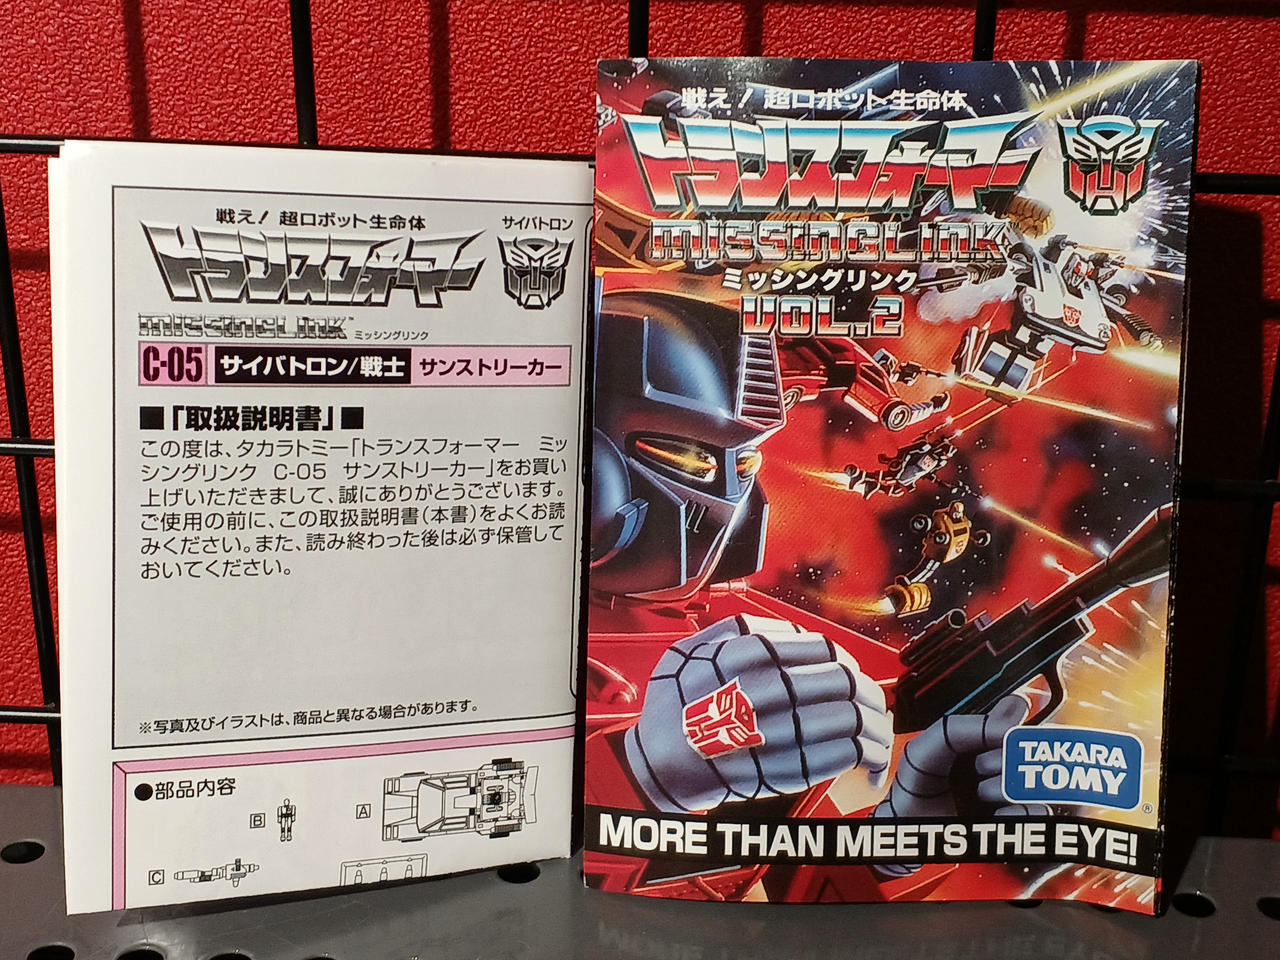 戦え!超ロボット生命体
トランスフォーマー
サイバトロン
MISSING LINK™
ミッシングリンク
C-05
サイバトロン/戦士
サンストリーカー
■「取扱説明書」■
この度は、タカラトミー「トランスフォーマー ミッ
シングリンク C-05 サンストリーカー」をお買い
上げいただきまして、誠にありがとうございます。
ご使用の前に、この取扱説明書(本書)をよくお読
みください。また、読み終わった後は必ず保管して
おいてください。
※写真及びイラストは、商品と異なる場合があります。
●部品内容
B
A
C
戦え!超ロボット生命体
トランスフォーマー
MISSING LINK
ミッシングリンク
VOL.2
TAKARA
TOMY
®
MORE THAN MEETS THE EYE!